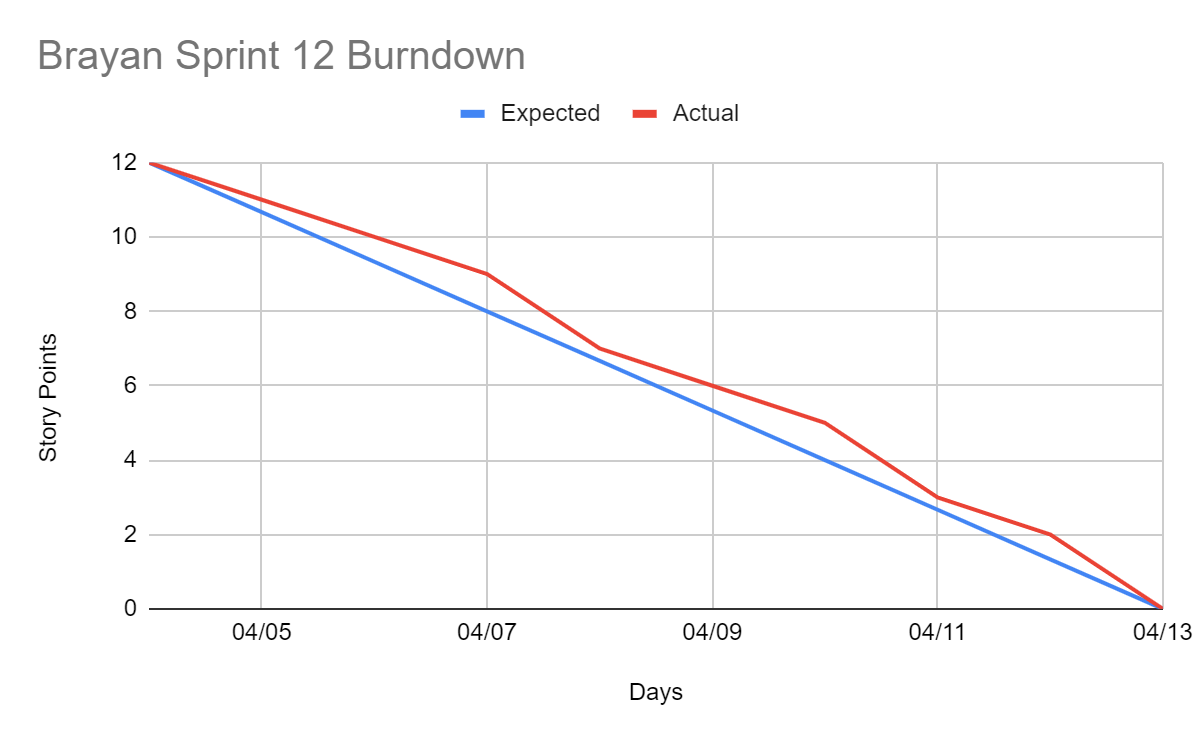 Brayan Sprint 12 Burndown
Expected Actual
12
10
8
6
4
2
0
Story Points
04/05 04/07 04/09 04/11 04/13
Days